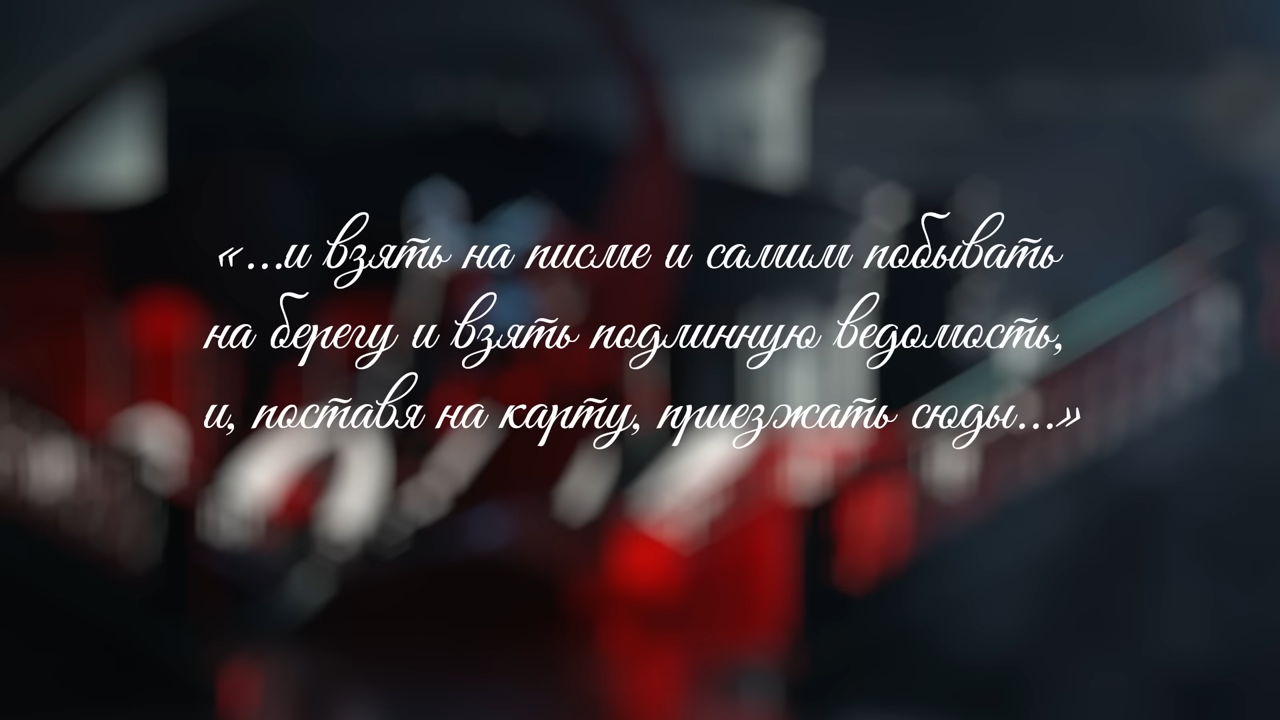 «...и взять на писме и самим побывать
на берегу и взять подлинную ведомость,
и, поставя на карту, приезжать сюды...»